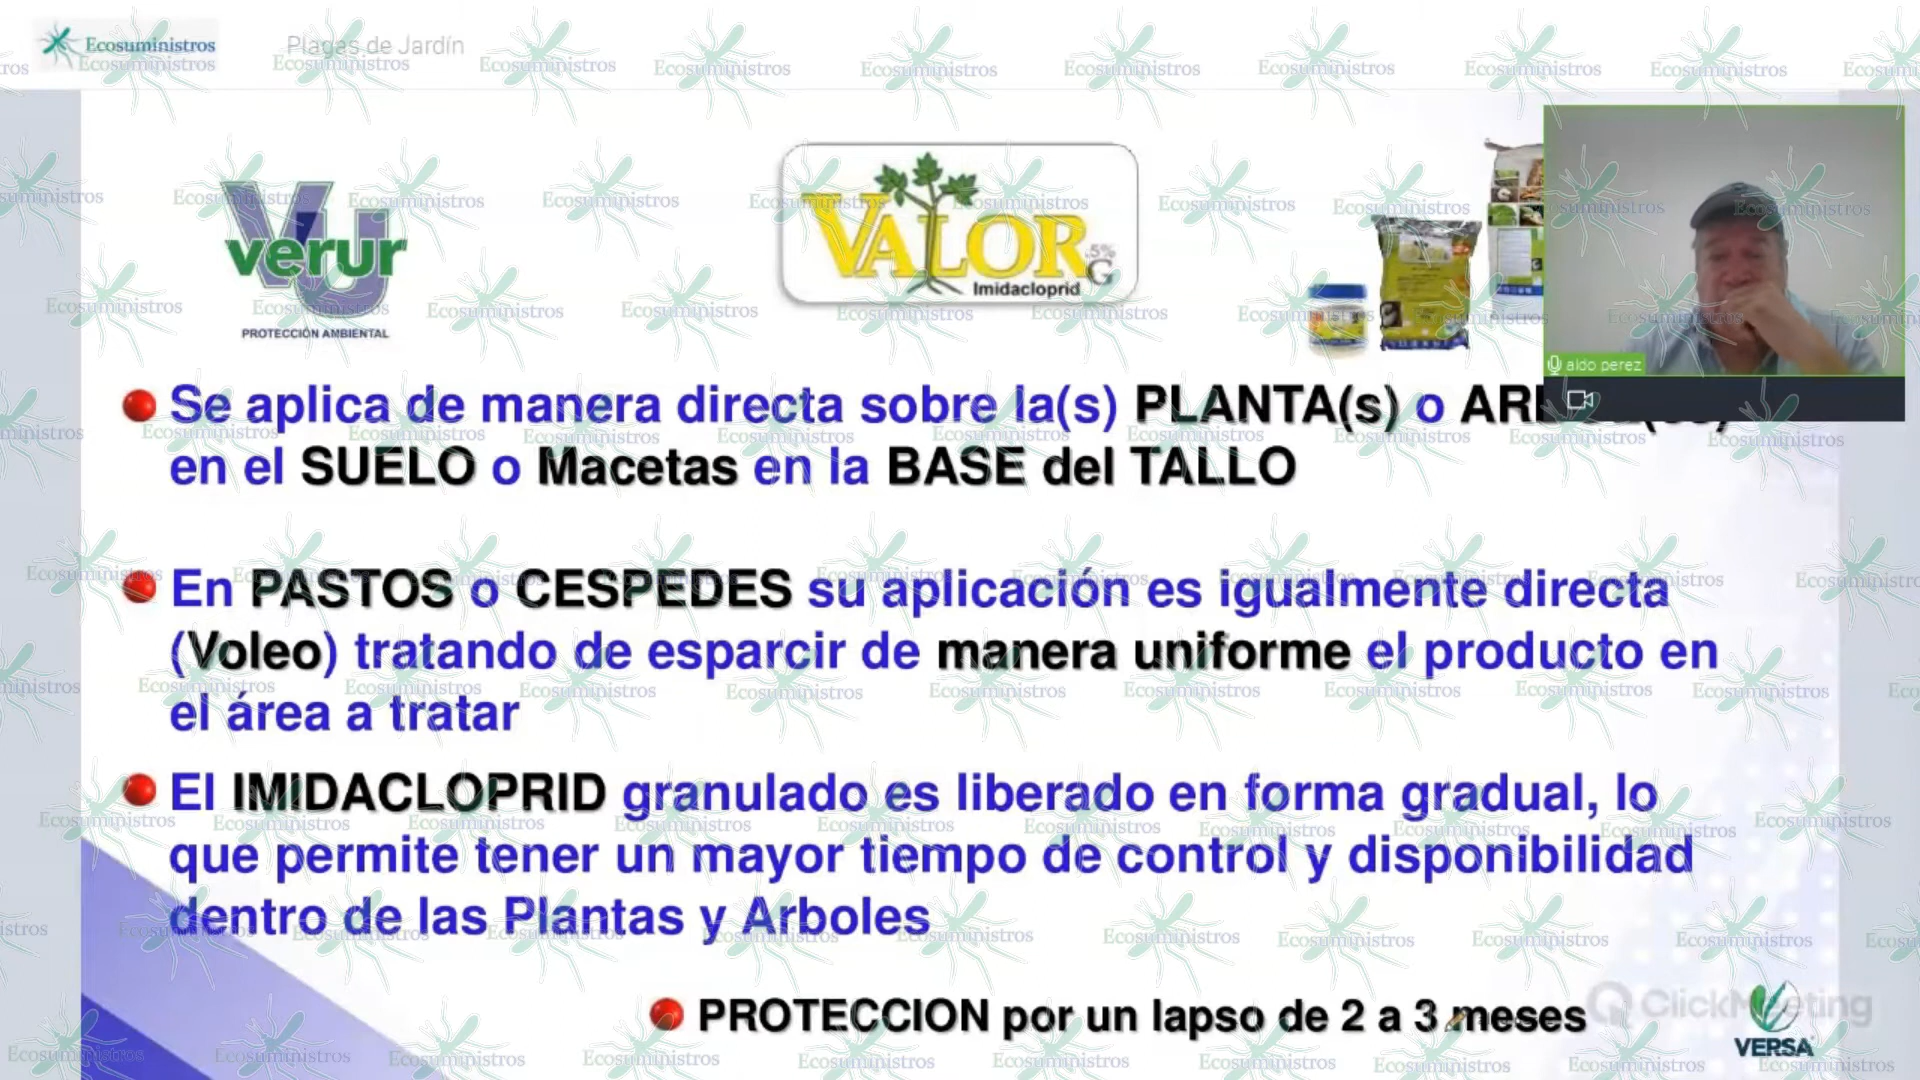 Ecosuministros
Plagas de Jardín
verur
PROTECCIÓN AMBIENTAL
VALOR .5% G
Imidacloprid
aldo perez
Se aplica de manera directa sobre la(s) PLANTA(s) o
en el SUELO o Macetas en la BASE del TALLO
En PASTOS o CESPEDES su aplicación es igualmente directa
(Voleo) tratando de esparcir de manera uniforme el producto en
el área a tratar
El IMIDACLOPRID granulado es liberado en forma gradual, lo
que permite tener un mayor tiempo de control y disponibilidad
dentro de las Plantas y Arboles
PROTECCION por un lapso de 2 a 3 meses
ClickMeeting
VERSA